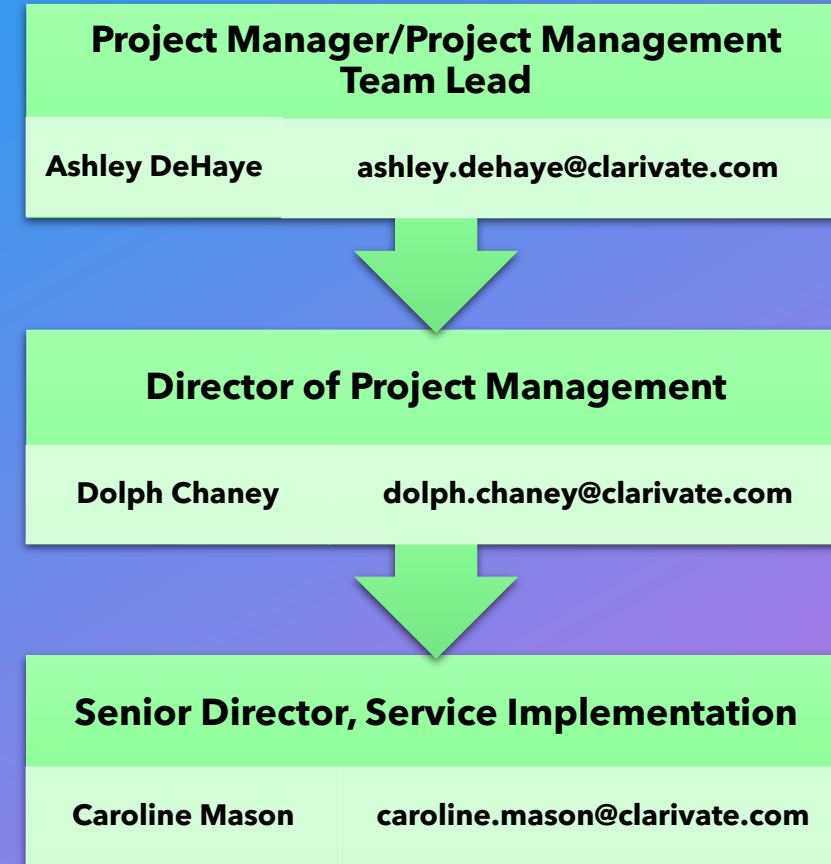 Project Manager/Project Management
Team Lead
Ashley DeHaye ashley.dehaye@clarivate.com
Director of Project Management
Dolph Chaney dolph.chaney@clarivate.com
Senior Director, Service Implementation
Caroline Mason caroline.mason@clarivate.com